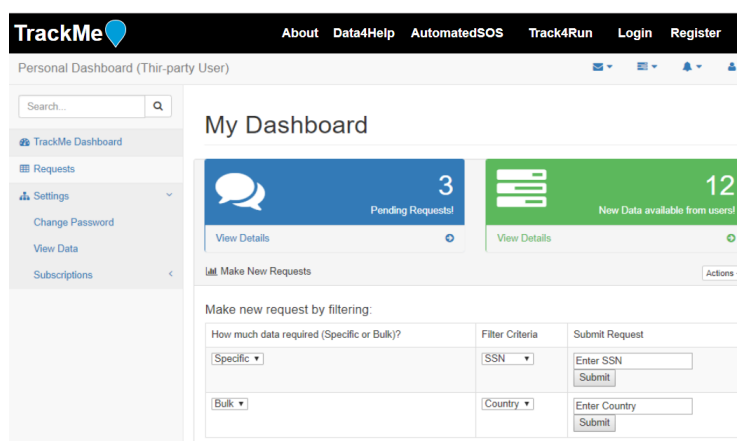 TrackMe About Data4Help AutomatedSOS Track4Run Login Register
Personal Dashboard (Thir-party User)
Search...
TrackMe Dashboard
Requests
Settings
Change Password
View Data
Subscriptions
My Dashboard
3
Pending Requests!
View Details
12
New Data available from users!
View Details
Make New Requests
Actions
Make new request by filtering:
How much data required (Specific or Bulk)? Filter Criteria Submit Request
Specific SSN Enter SSN
Submit
Bulk Country Enter Country
Submit